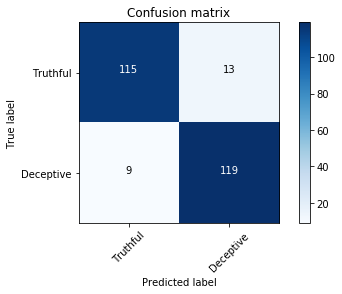 Confusion matrix
True label
Truthful
115
13
Deceptive
9
119
Truthful
Deceptive
Predicted label
100
80
60
40
20